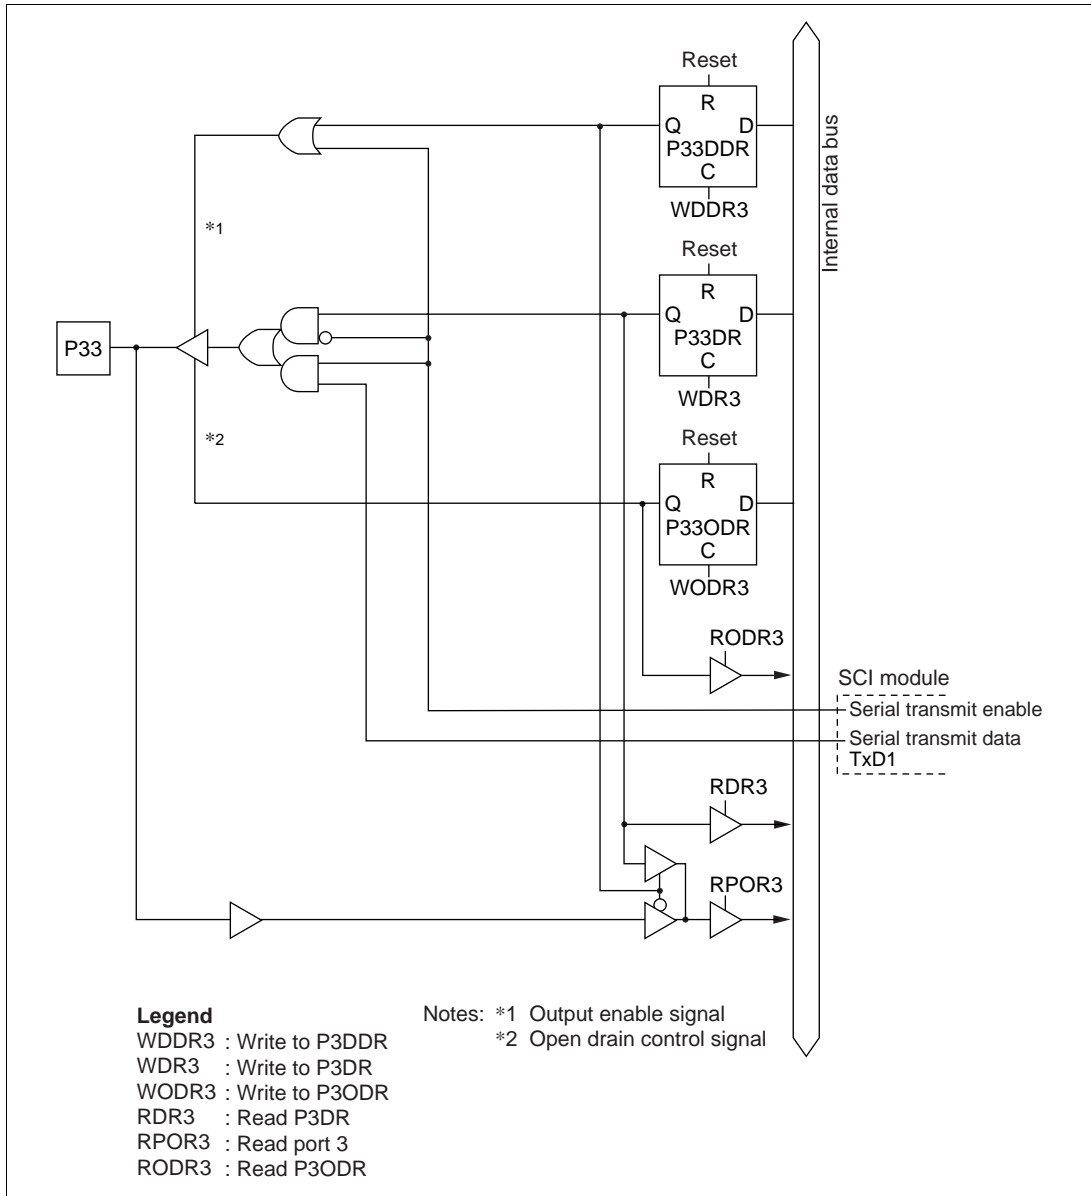 Reset
R
Q D
P33DDR
C
WDDR3
Internal data bus
*1
Reset
R
Q D
P33DR
C
WDR3
P33
*2
Reset
R
Q D
P33ODR
C
WODR3
RODR3
SCI module
Serial transmit enable
Serial transmit data
TxD1
RDR3
RPOR3
Legend
WDDR3 : Write to P3DDR
WDR3 : Write to P3DR
WODR3 : Write to P3ODR
RDR3 : Read P3DR
RPOR3 : Read port 3
RODR3 : Read P3ODR
Notes: *1 Output enable signal
*2 Open drain control signal